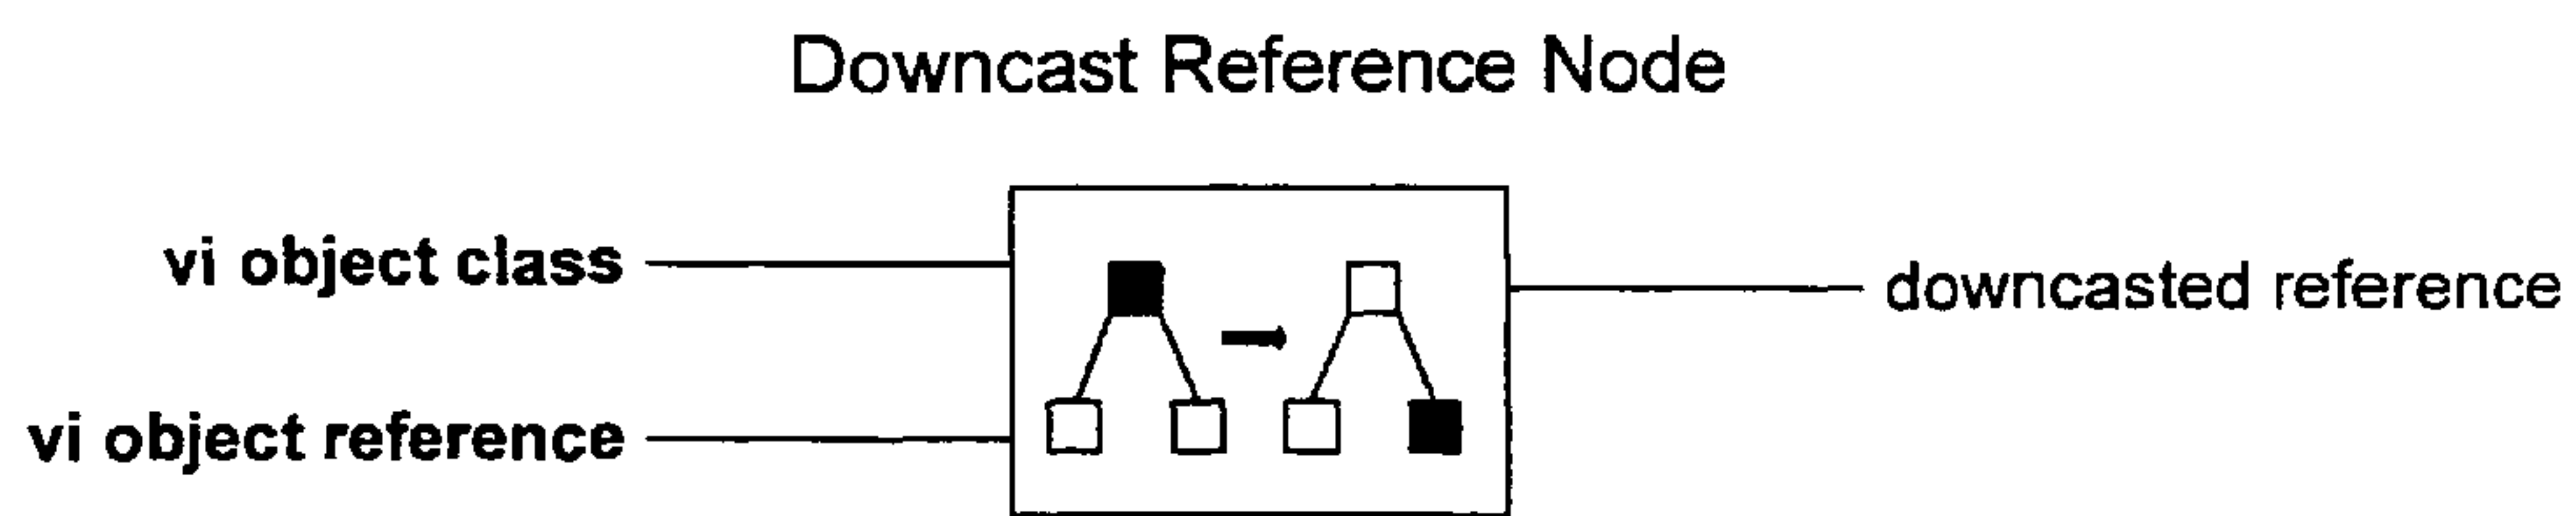 Downcast Reference Node
vi object class
downcasted reference
vi object reference